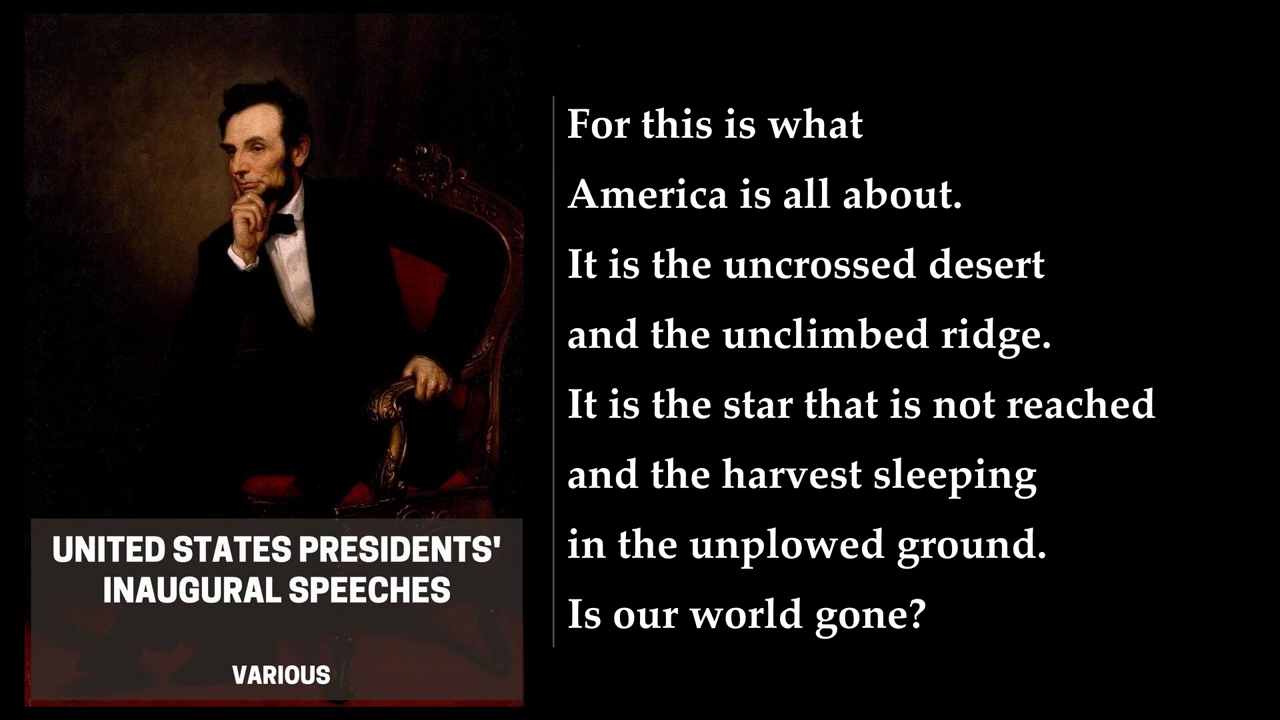 For this is what
America is all about.
It is the uncrossed desert
and the unclimbed ridge.
It is the star that is not reached
and the harvest sleeping
in the unplowed ground.
Is our world gone?
UNITED STATES PRESIDENTS'
INAUGURAL SPEECHES
VARIOUS